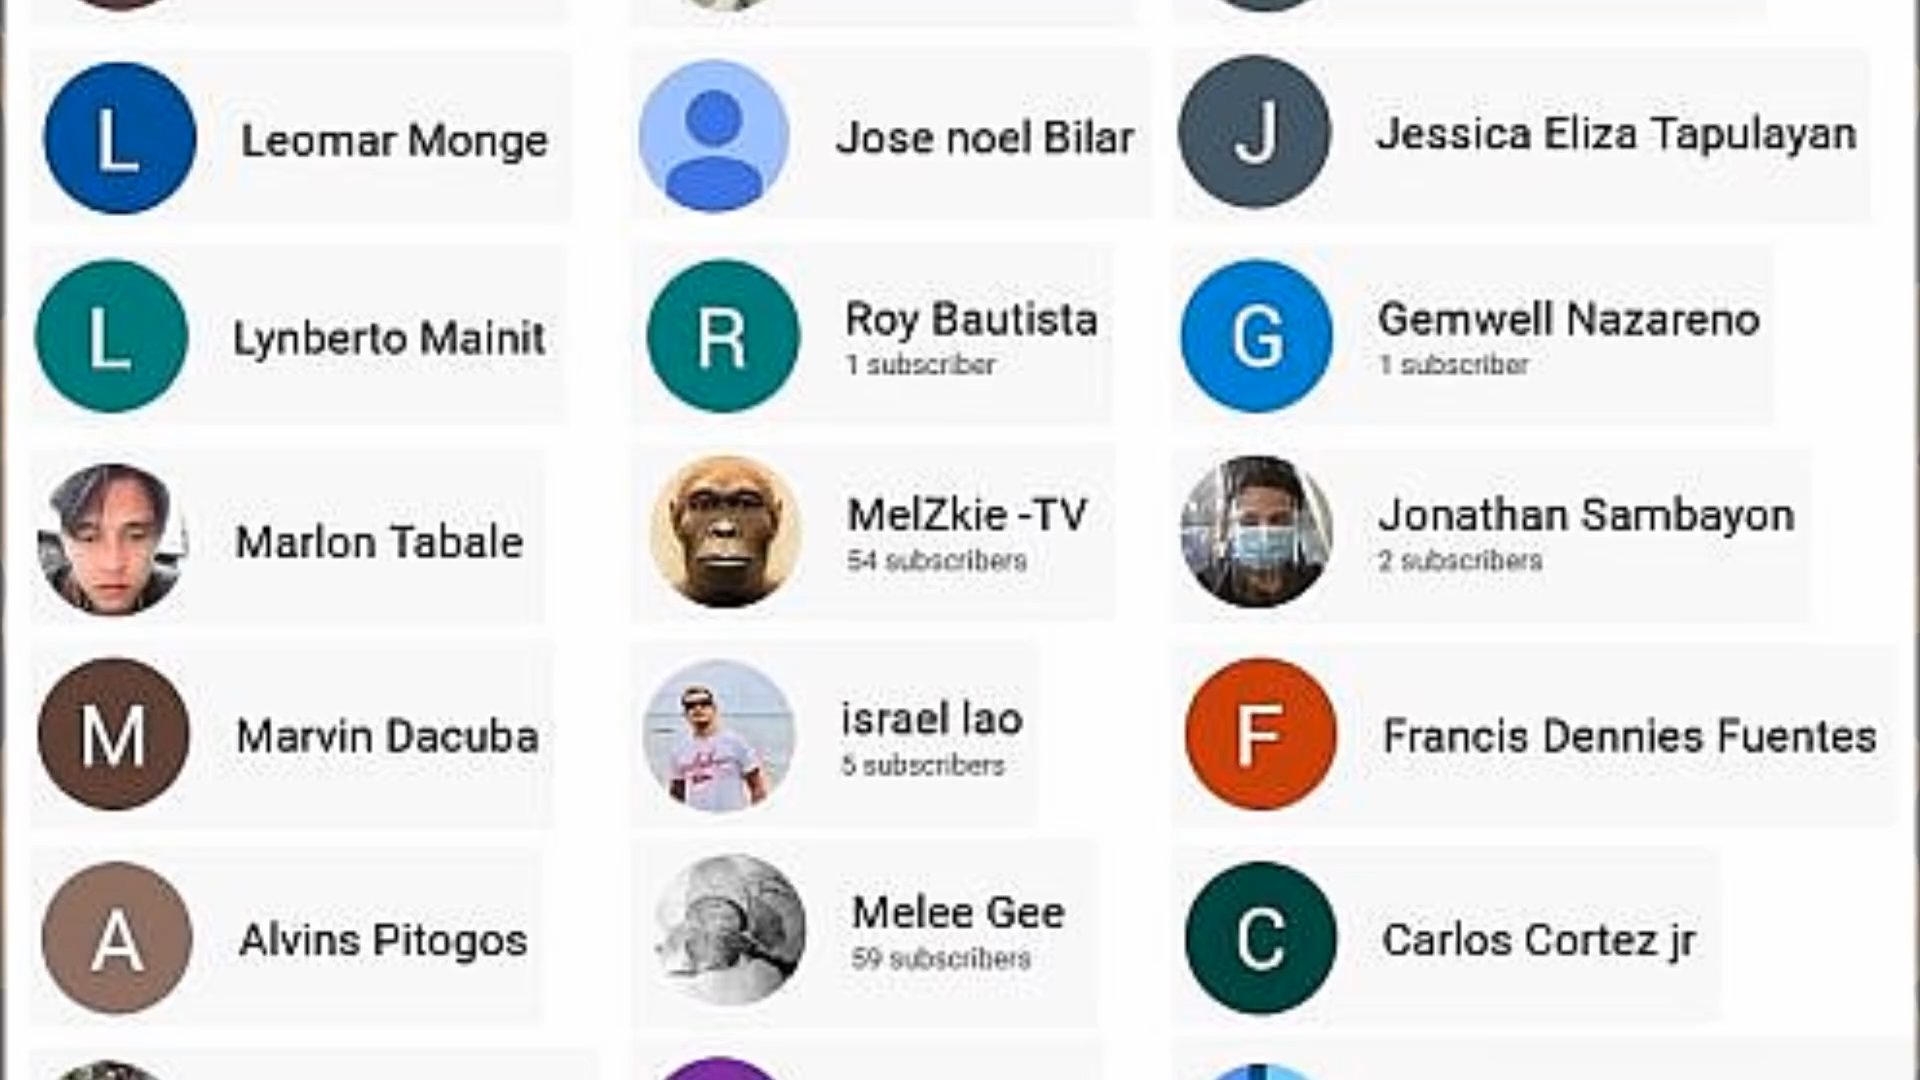 L Leomar Monge
Jose noel Bilar
J Jessica Eliza Tapulayan
L Lynberto Mainit
R Roy Bautista
1 subscriber
G Gemwell Nazareno
1 subscriber
Marlon Tabale
MelZkie -TV
54 subscribers
Jonathan Sambayon
2 subscribers
M Marvin Dacuba
israel lao
5 subscribers
F Francis Dennies Fuentes
A Alvins Pitogos
Melee Gee
59 subscribers
C Carlos Cortez jr